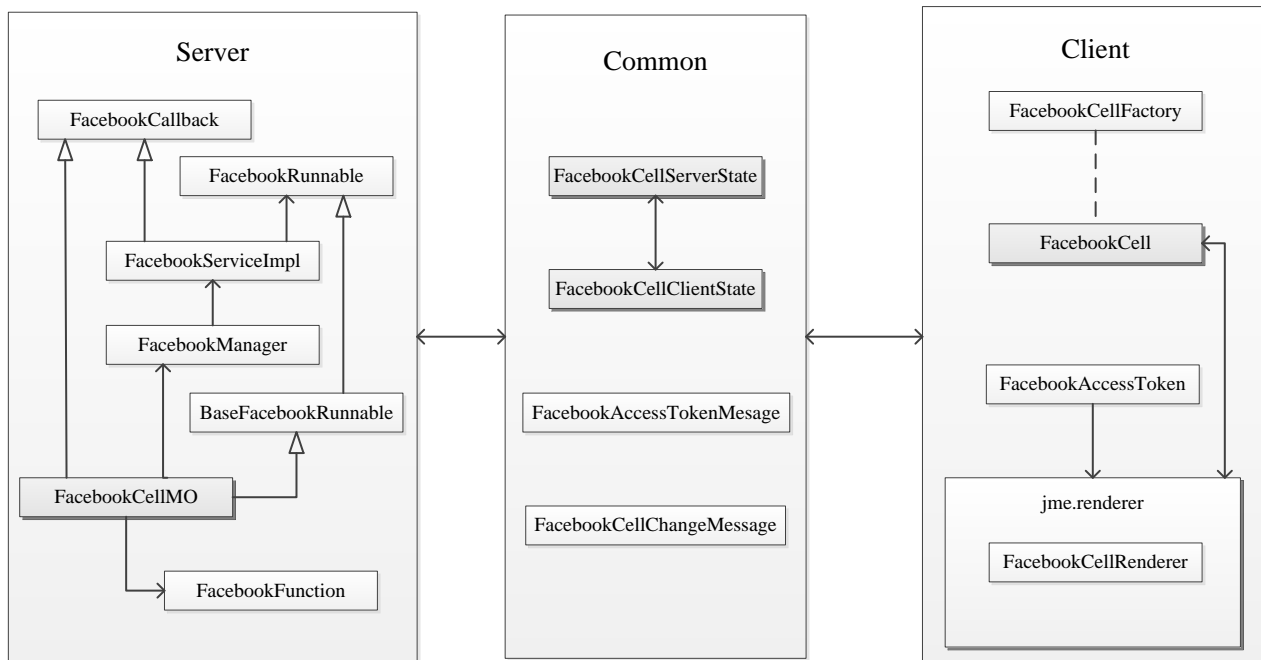 Server
FacebookCallback
FacebookRunnable
FacebookServiceImpl
FacebookManager
BaseFacebookRunnable
FacebookCellMO
FacebookFunction
Common
FacebookCellServerState
FacebookCellClientState
FacebookAccessTokenMesage
FacebookCellChangeMessage
Client
FacebookCellFactory
FacebookCell
FacebookAccessToken
jme.renderer
FacebookCellRenderer